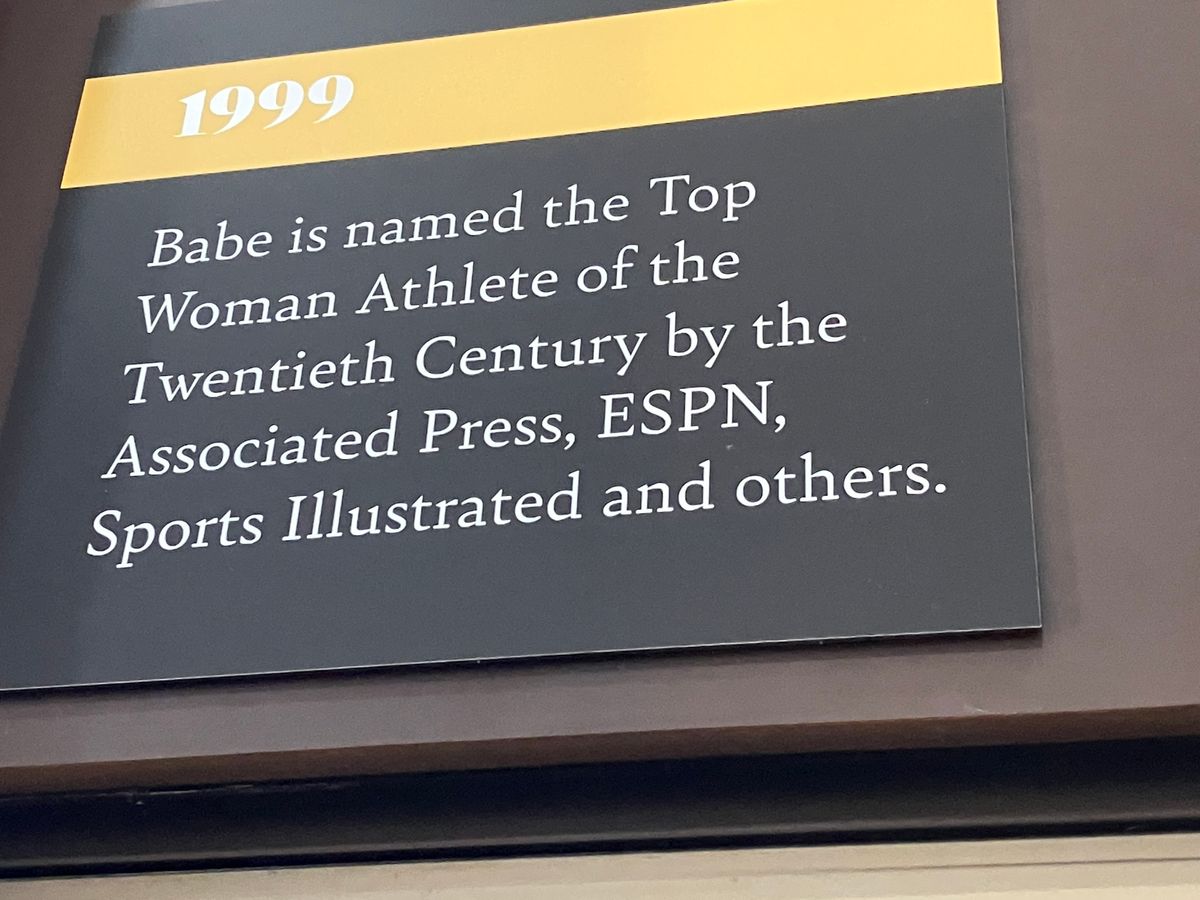 1999
Babe is named the Top
Woman Athlete of the
Twentieth Century by the
Associated Press, ESPN,
Sports Illustrated and others.